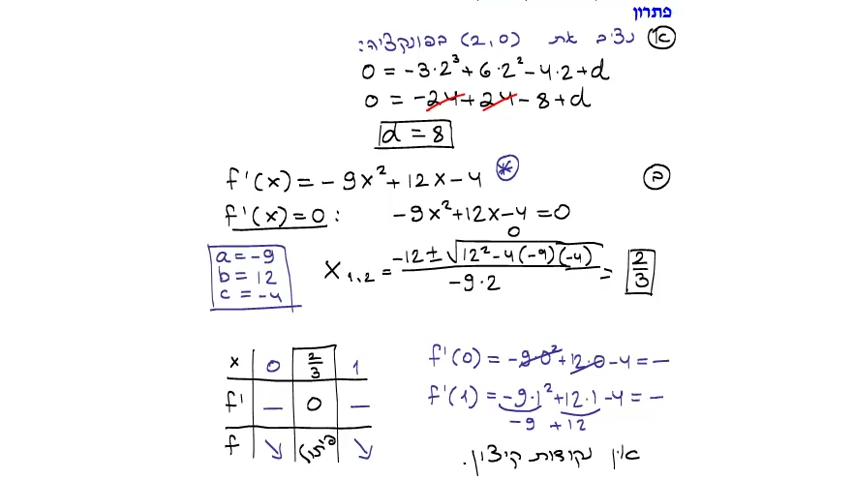 פתרון
א) נציב את (2,0) בפונקציה:
0 = -3·2³ + 6·2² - 4·2 + d
0 = -24 + 24 - 8 + d
d = 8
ב) f'(x) = -9x² + 12x - 4 *
f'(x) = 0 : -9x² + 12x - 4 = 0
a = -9
b = 12
c = -4
0
X₁,₂ = (-12 ± √(12² - 4(-9)(-4))) / (-9·2) = 2/3
x 0 2/3 1
f' — 0 —
f ↘ פיתול ↘
f'(0) = -9·0² + 12·0 - 4 = —
f'(1) = -9·1² + 12·1 - 4 = —
-9 + 12
אין נקודות קיצון.